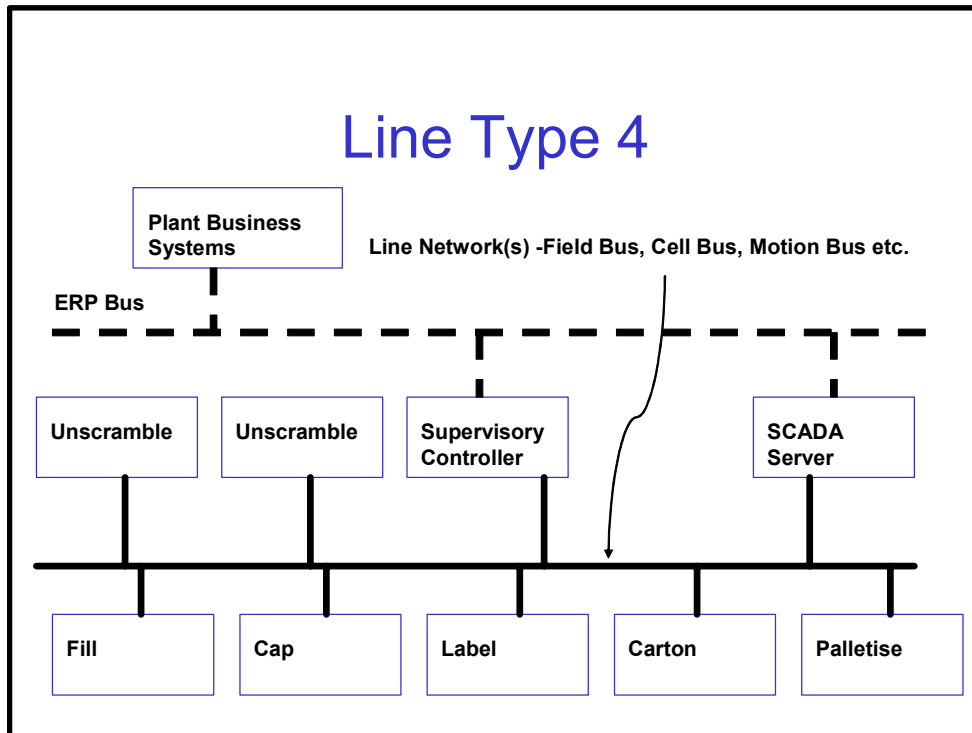 Line Type 4
Plant Business
Systems
Line Network(s) -Field Bus, Cell Bus, Motion Bus etc.
ERP Bus
Unscramble
Unscramble
Supervisory
Controller
SCADA
Server
Fill
Cap
Label
Carton
Palletise